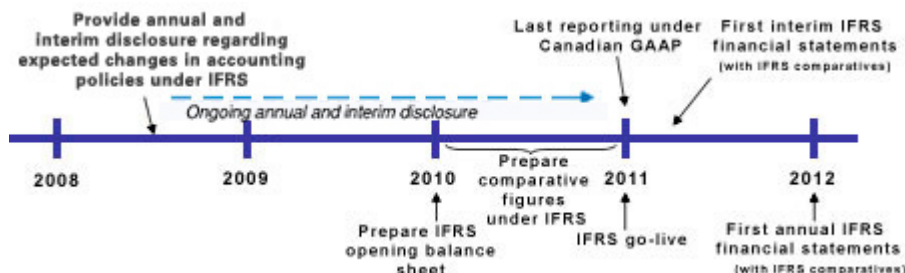 Provide annual and
interim disclosure regarding
expected changes in accounting
policies under IFRS
Last reporting under
Canadian GAAP
First interim IFRS
financial statements
(with IFRS comparatives)
Ongoing annual and interim disclosure
2008
2009
2010
2011
2012
Prepare
comparative
figures
under IFRS
Prepare IFRS
opening balance
sheet
IFRS go-live
First annual IFRS
financial statements
(with IFRS comparatives)